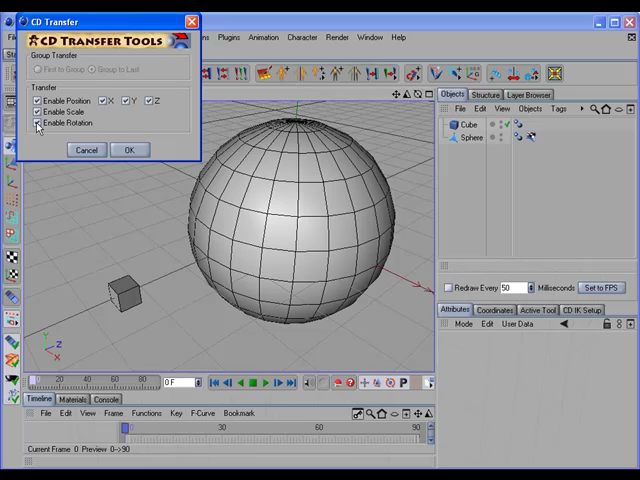 CD Transfer
CD TRANSFER TOOLS
Group Transfer
First to Group Group to Last
Transfer
Enable Position X Y Z
Enable Scale
Enable Rotation
Cancel OK
Plugins Animation Character Render Window Help
Objects Structure Layer Browser
File Edit View Objects Tags
Cube
Sphere
Redraw Every 50 Milliseconds Set to FPS
Attributes Coordinates Active Tool CD IK Setup
Mode Edit User Data
Y Z X
0 20 40 60 80 0 F
Timeline Materials Console
File Edit View Frame Functions Key F-Curve Bookmark
0 30 60 90
Current Frame 0 Preview 0-->90